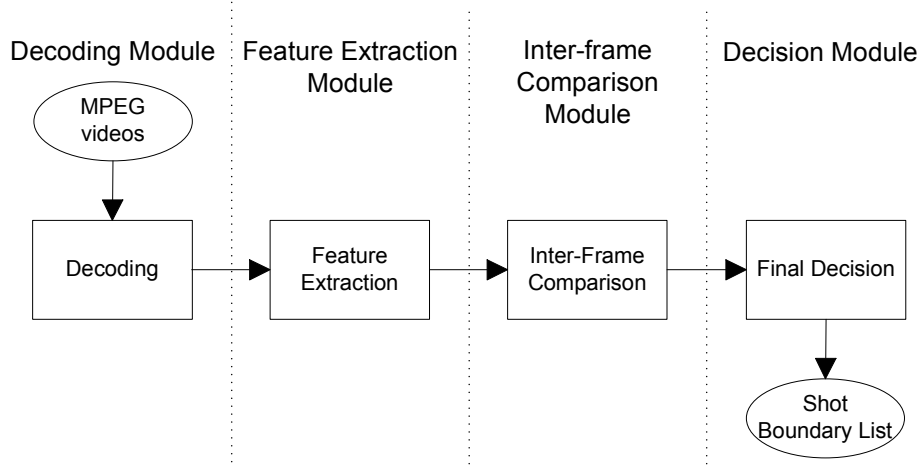 Decoding Module
Feature Extraction
Module
Inter-frame
Comparison
Module
Decision Module
MPEG
videos
Decoding
Feature
Extraction
Inter-Frame
Comparison
Final Decision
Shot
Boundary List